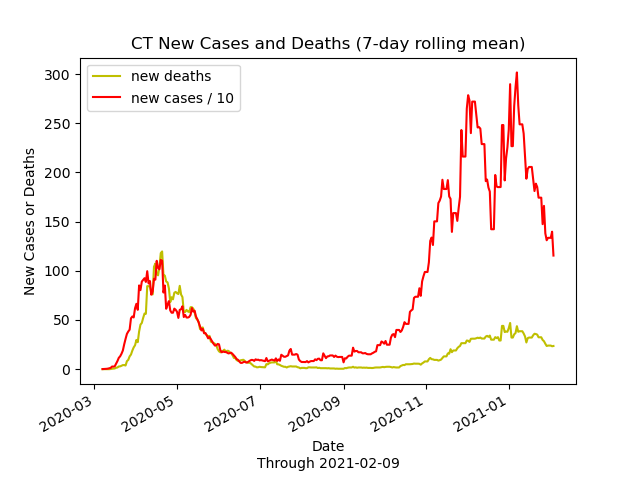 CT New Cases and Deaths (7-day rolling mean)
new deaths
new cases / 10
New Cases or Deaths
300
250
200
150
100
50
0
2020-03
2020-05
2020-07
2020-09
2020-11
2021-01
Date
Through 2021-02-09